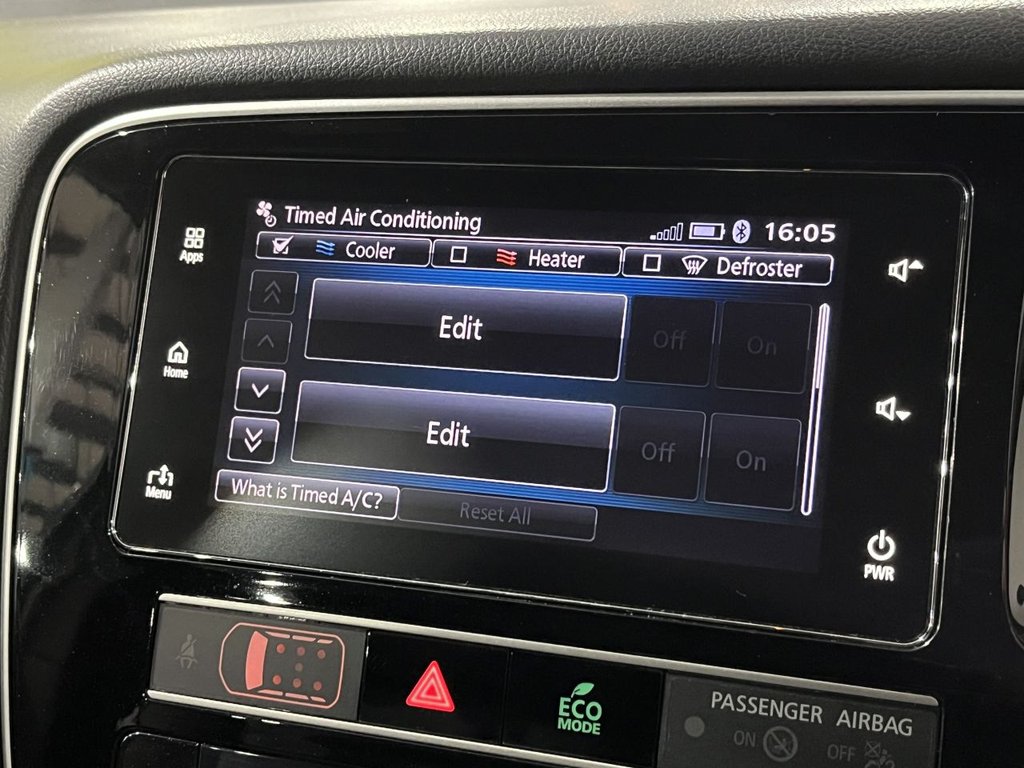 Timed Air Conditioning
16:05
Cooler Heater Defroster
Apps
Edit Off On
Home
Edit Off On
Menu
What is Timed A/C? Reset All
PWR
ECO
MODE
PASSENGER AIRBAG
ON OFF